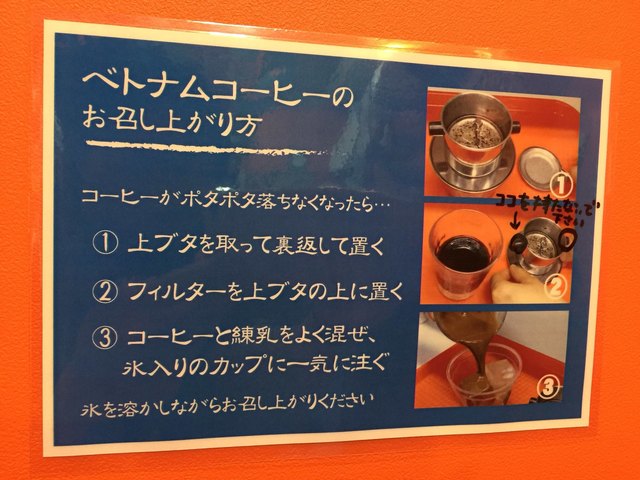 ベトナムコーヒーの
お召し上がり方
コーヒーがポタポタ落ちなくなったら…
① 上ブタを取って裏返して置く
② フィルターを上ブタの上に置く
③ コーヒーと練乳をよく混ぜ、
氷入りのカップに一気に注ぐ
氷を溶かしながらお召し上がりください
①
ココを持たないで
下さい
②
③